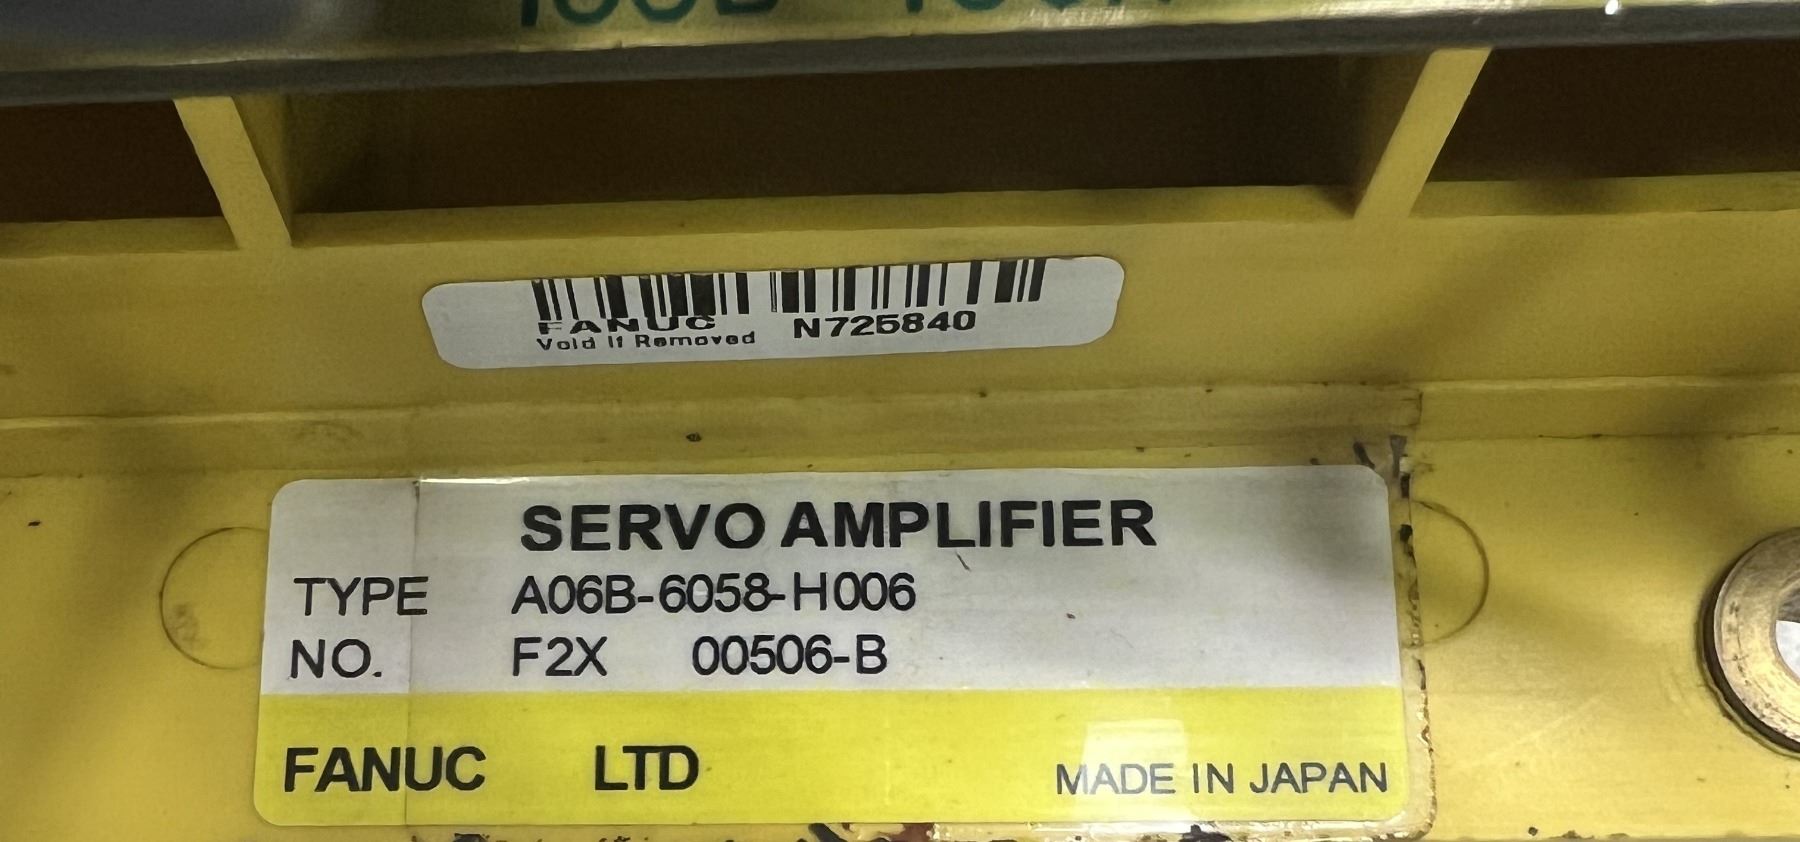 FANUC N725840
Void If Removed
SERVO AMPLIFIER
TYPE A06B-6058-H006
NO. F2X 00506-B
FANUC LTD
MADE IN JAPAN